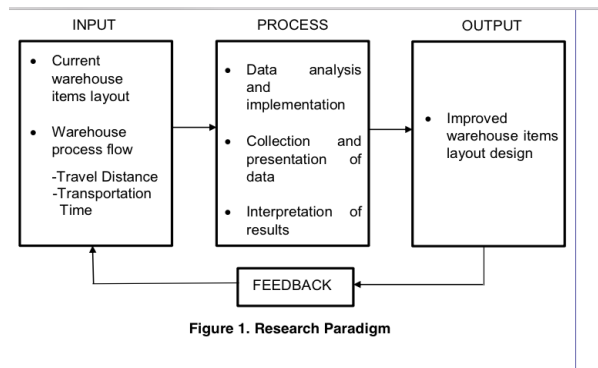 INPUT
PROCESS
OUTPUT
• Current
warehouse
items layout
• Warehouse
process flow
-Travel Distance
-Transportation
Time
• Data analysis
and
implementation
• Collection and
presentation of
data
• Interpretation of
results
• Improved
warehouse items
layout design
FEEDBACK
Figure 1. Research Paradigm